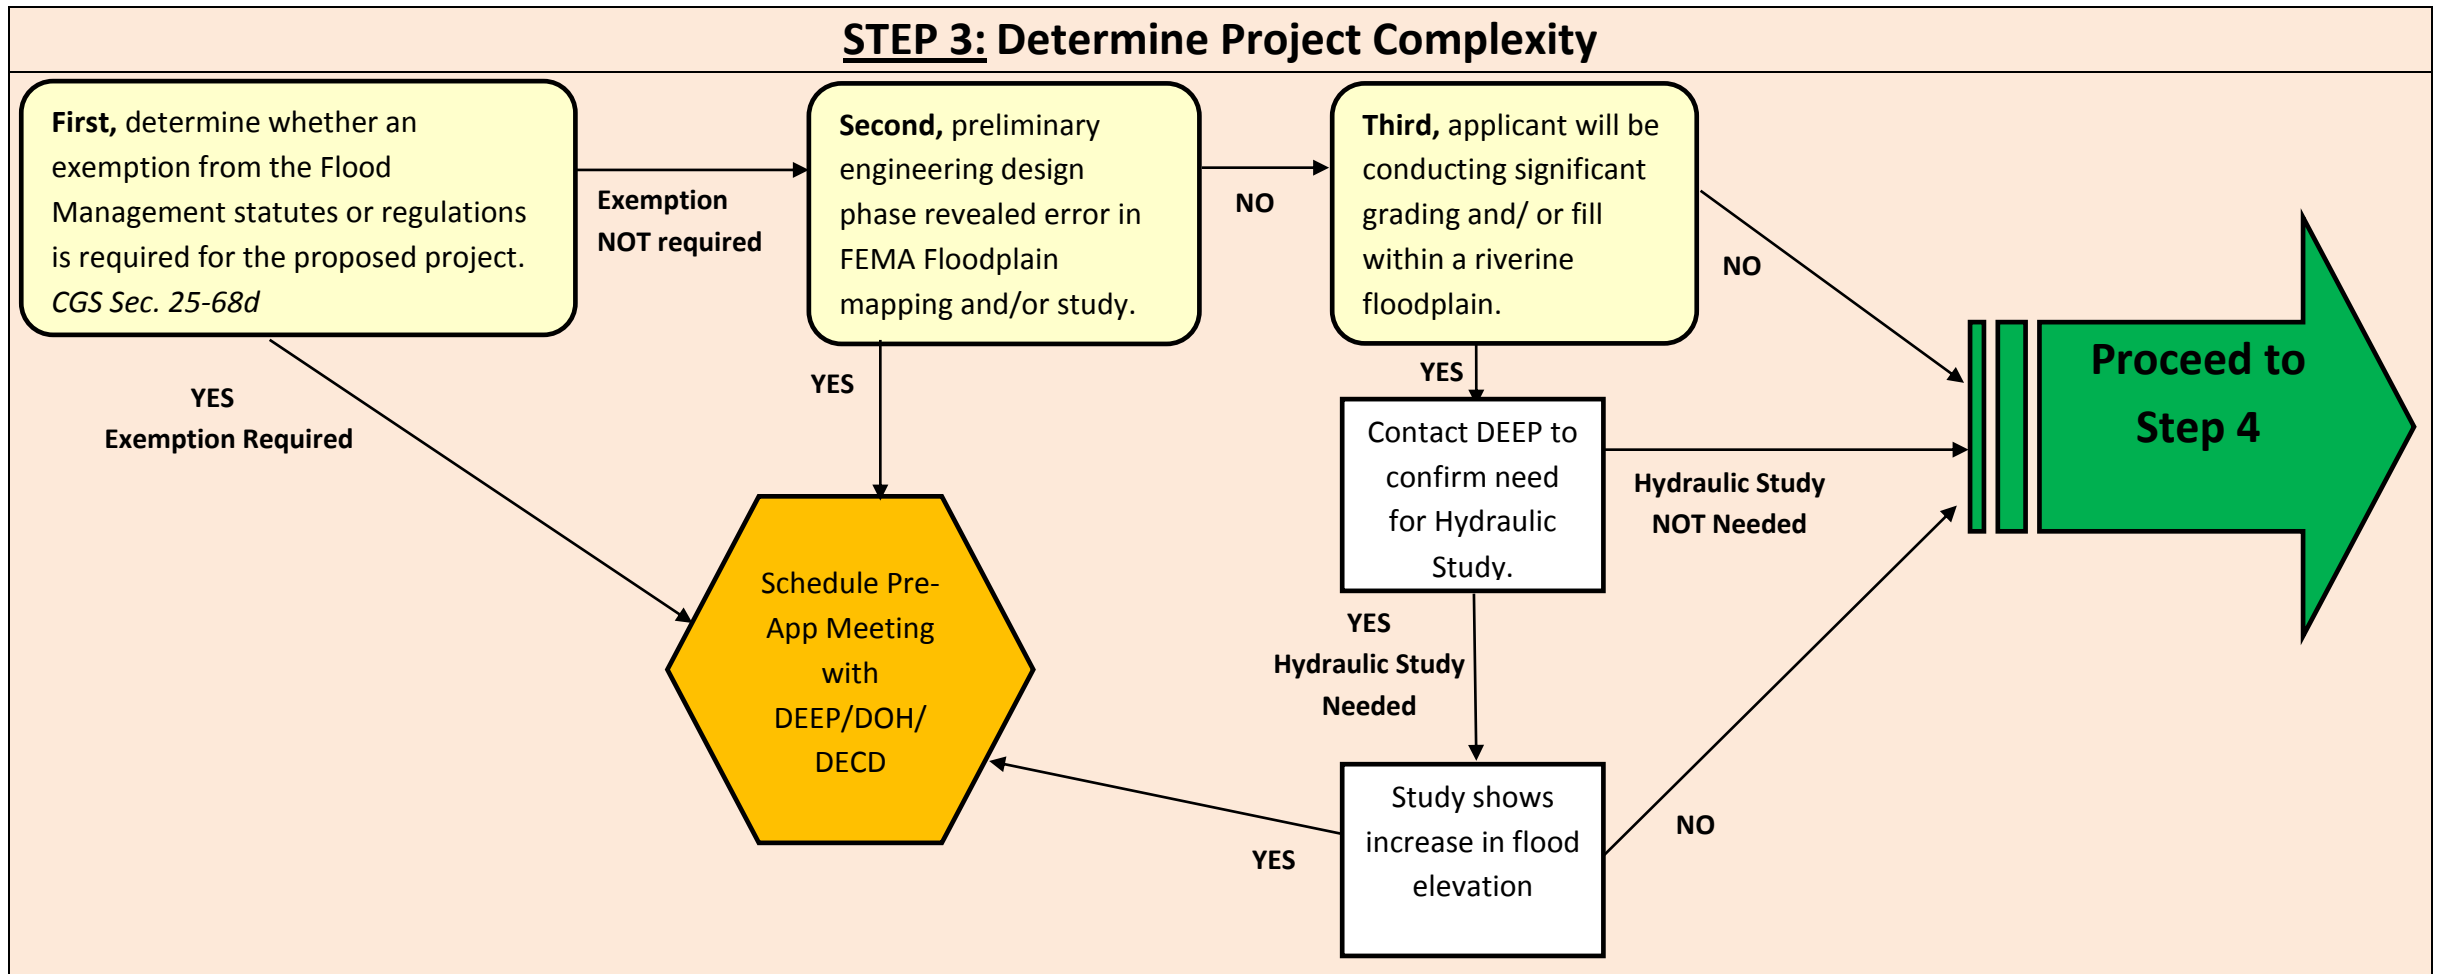 STEP 3: Determine Project Complexity
First, determine whether an
exemption from the Flood
Management statutes or regulations
is required for the proposed project.
CGS Sec. 25-68d
Exemption
NOT required
Second, preliminary
engineering design
phase revealed error in
FEMA Floodplain
mapping and/or study.
NO
Third, applicant will be
conducting significant
grading and/ or fill
within a riverine
floodplain.
NO
Proceed to
Step 4
YES
Exemption Required
YES
YES
Contact DEEP to
confirm need
for Hydraulic
Study.
Hydraulic Study
NOT Needed
Schedule Pre-
App Meeting
with
DEEP/DOH/
DECD
YES
Hydraulic Study
Needed
Study shows
increase in flood
elevation
YES
NO